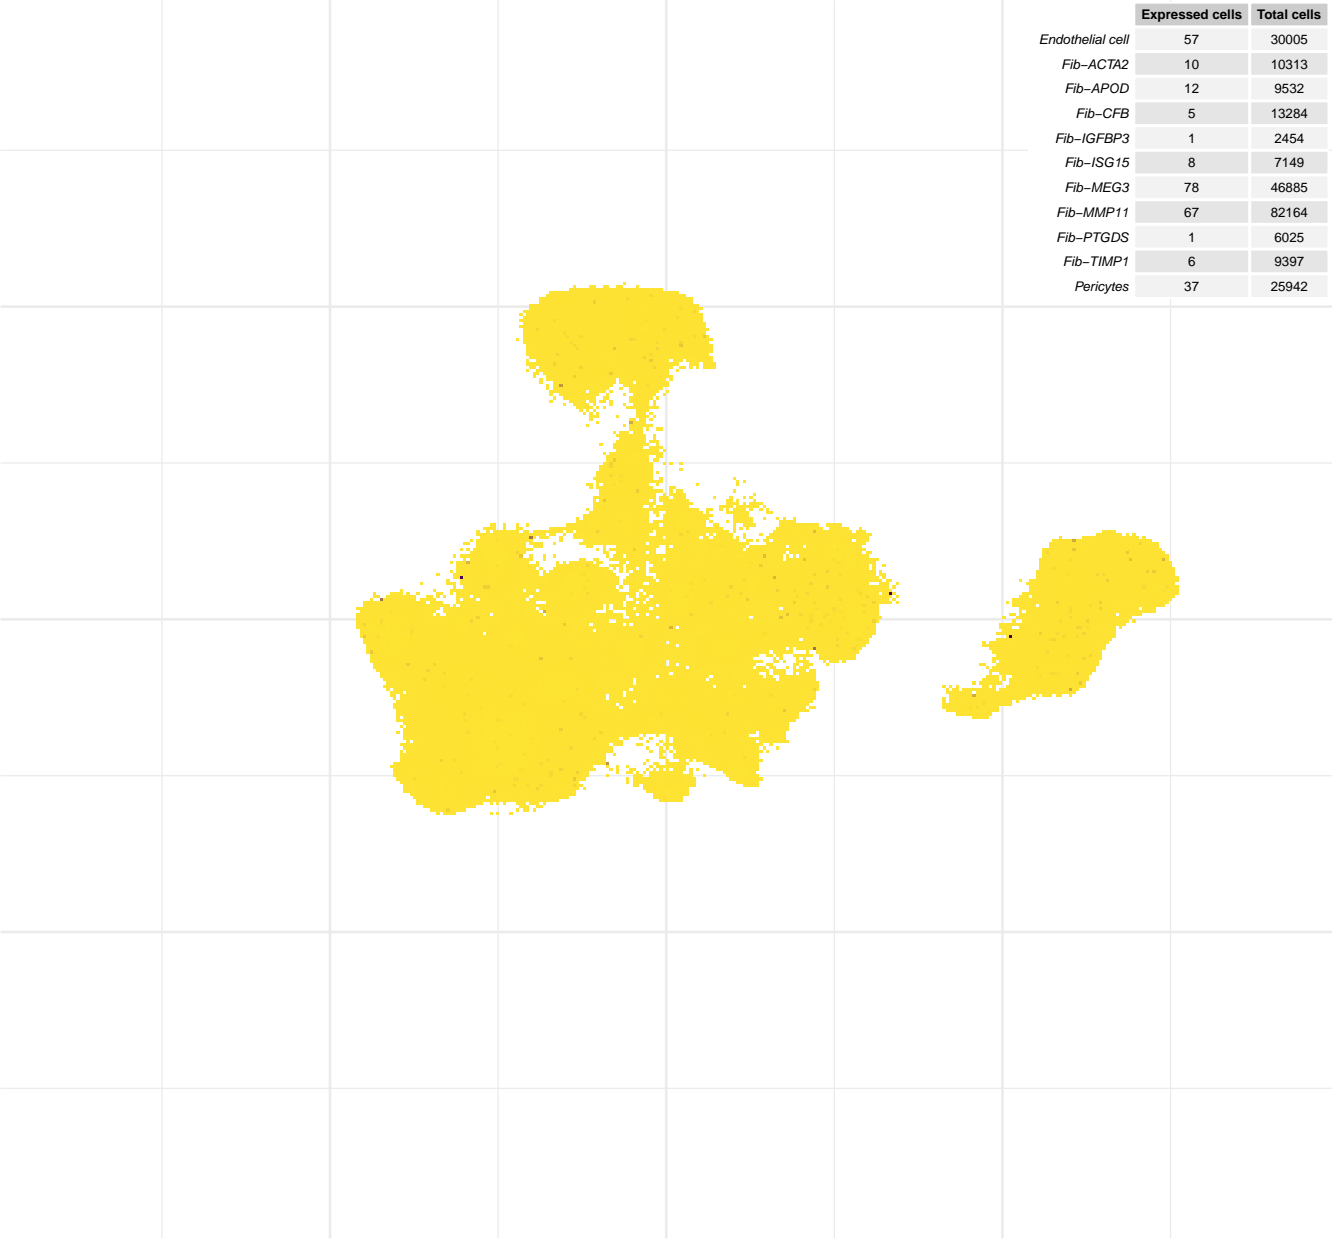 Expressed cells Total cells
Endothelial cell 57 30005
Fib−ACTA2 10 10313
Fib−APOD 12 9532
Fib−CFB 5 13284
Fib−IGFBP3 1 2454
Fib−ISG15 8 7149
Fib−MEG3 78 46885
Fib−MMP11 67 82164
Fib−PTGDS 1 6025
Fib−TIMP1 6 9397
Pericytes 37 25942